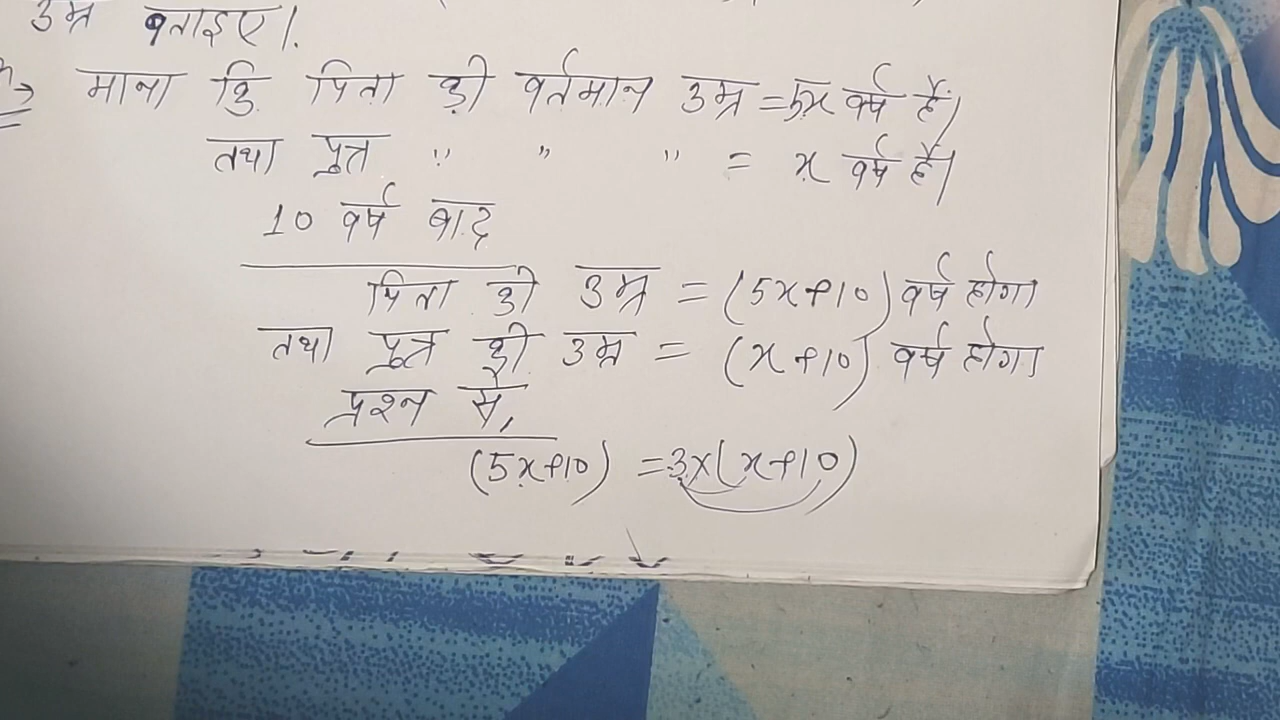 उम्र बताइए।
माना कि पिता की वर्तमान उम्र = 5x वर्ष है।
तथा पुत्र " " " = x वर्ष है।
10 वर्ष बाद
पिता की उम्र = (5x+10) वर्ष होगा
तथा पुत्र की उम्र = (x+10) वर्ष होगा
प्रश्न से,
(5x+10) = 3×(x+10)